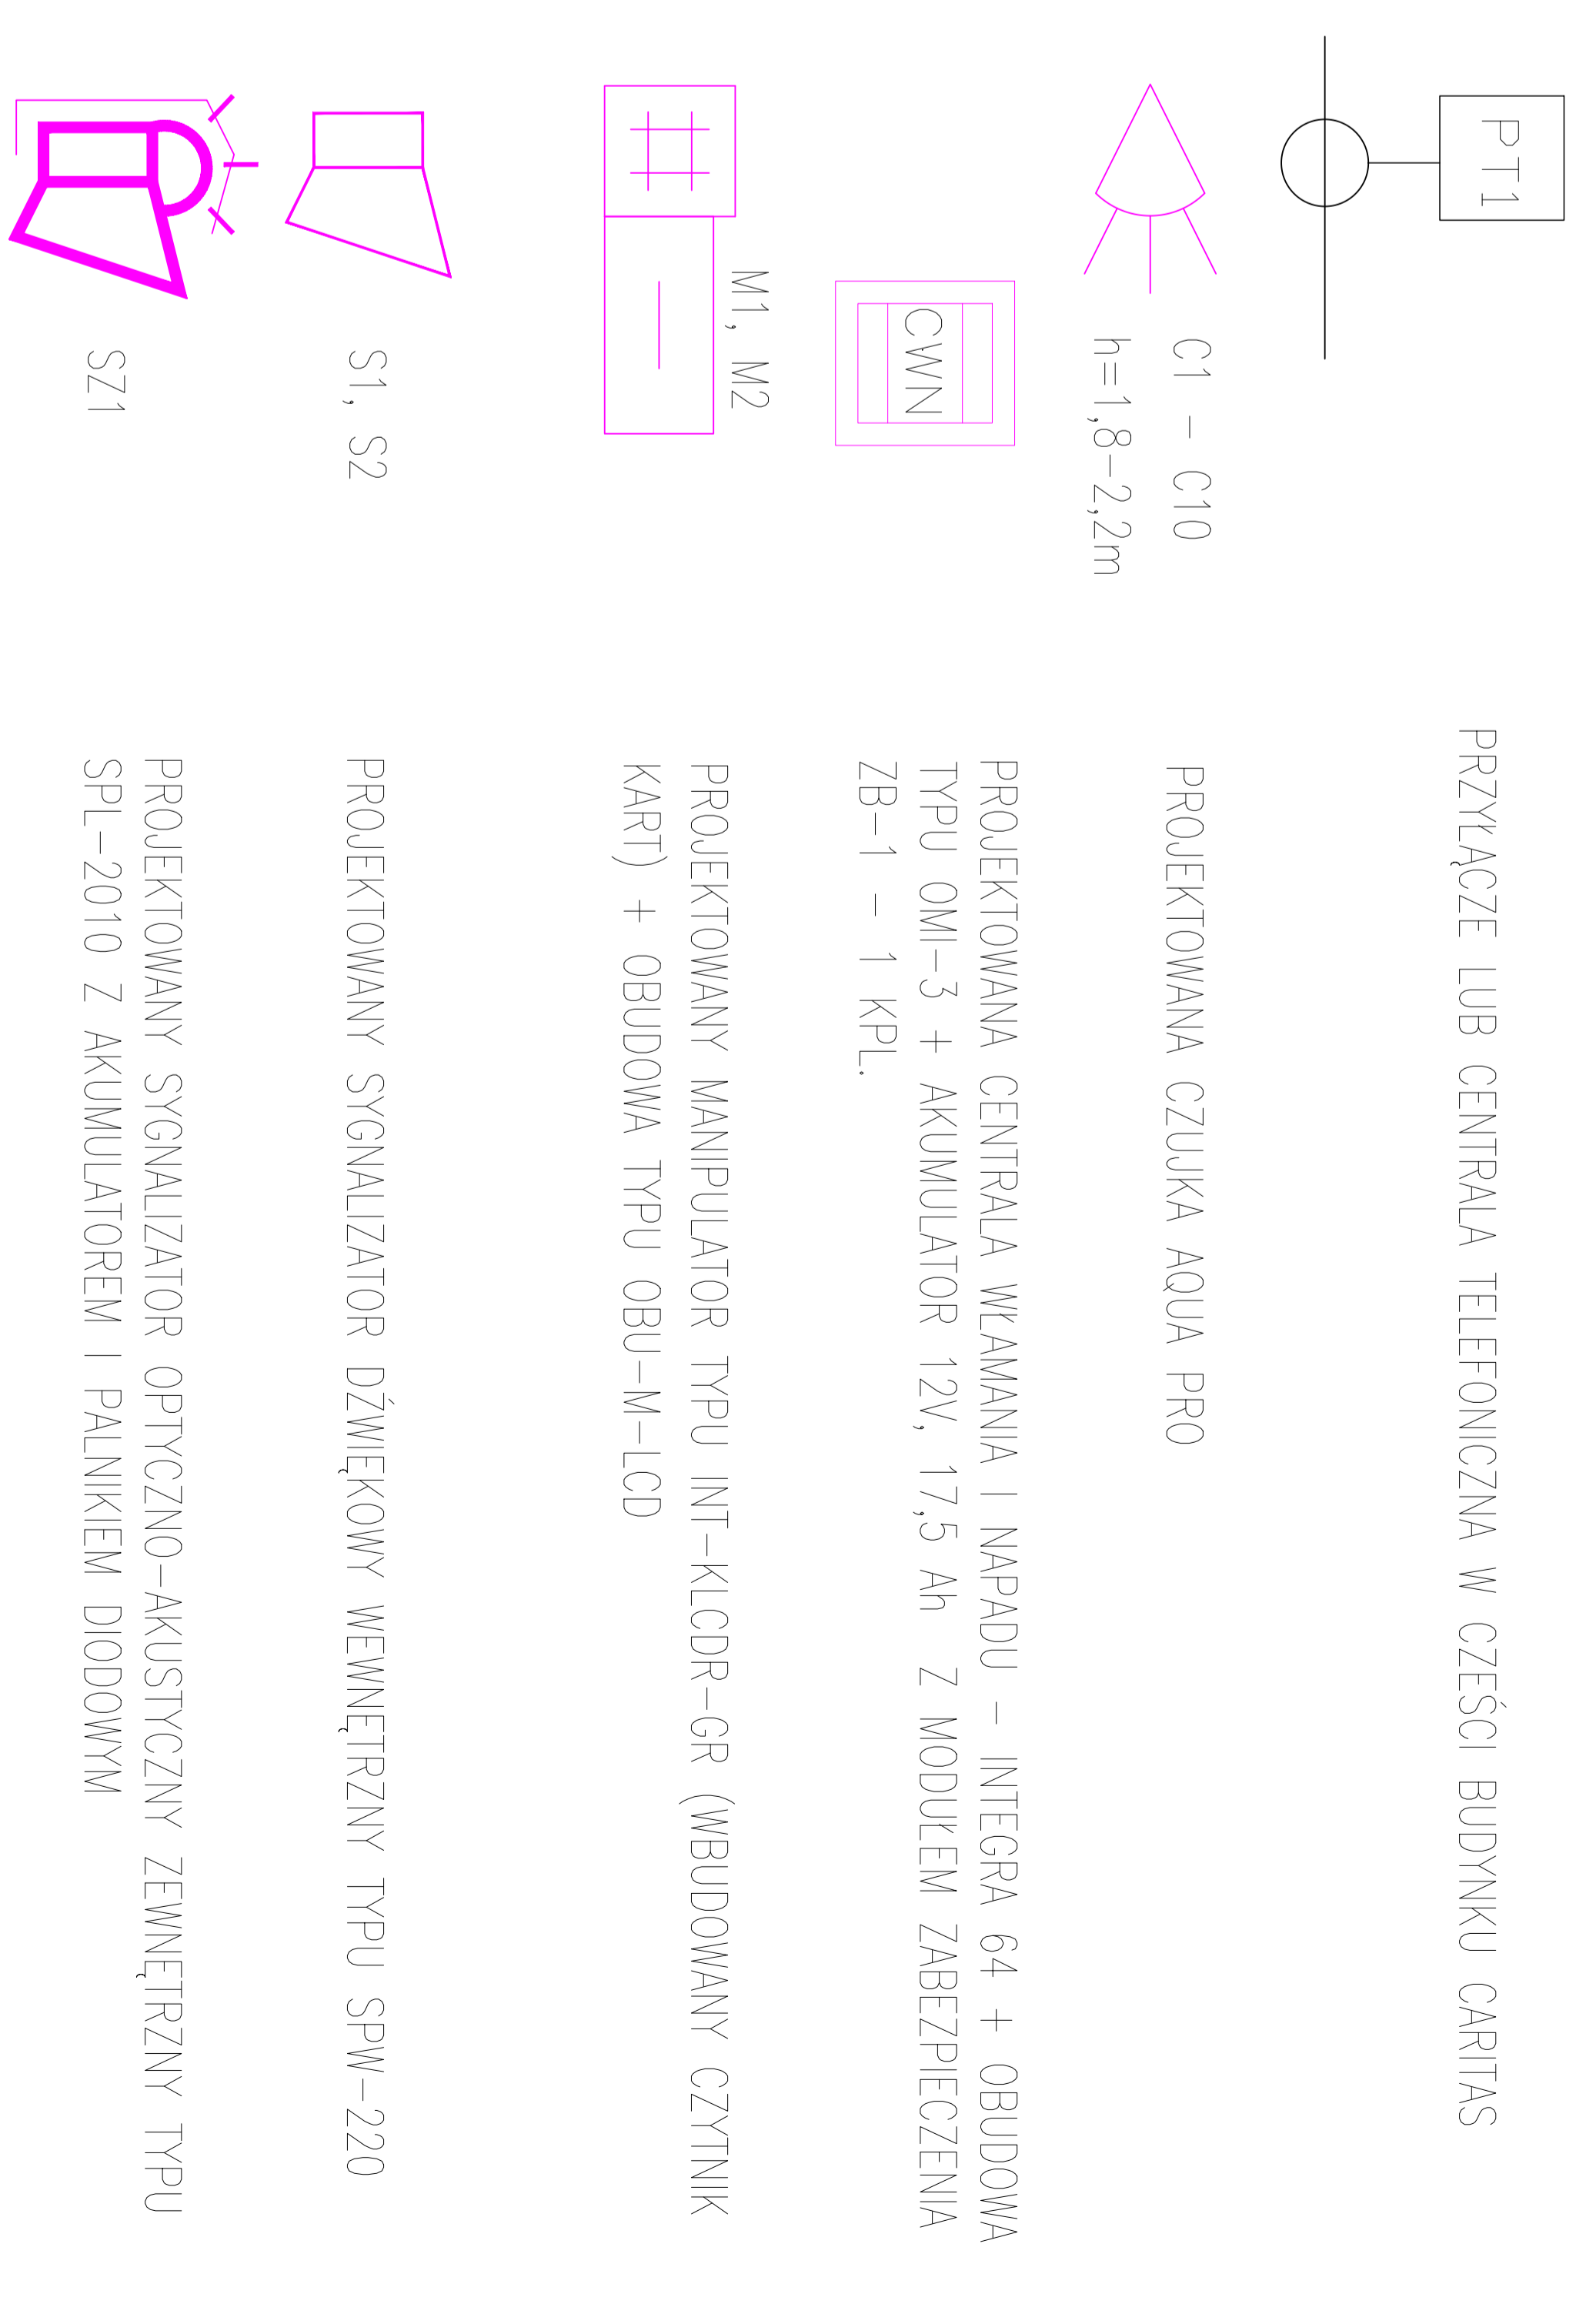 PT1
PRZYŁĄCZE LUB CENTRALA TELEFONICZNA W CZEŚCI BUDYNKU CARITAS
C1 - C10
h=1,8-2,2m
PROJEKTOWANA CZUJKA AQUA PRO
CWN
PROJEKTOWANA CENTRALA WŁAMANIA I NAPADU - INTEGRA 64 + OBUDOWA
TYPU OMI-3 + AKUMULATOR 12V, 17,5 Ah Z MODUŁEM ZABEZPIECZENIA
ZB-1 - 1 KPL.
M1, M2
PROJEKTOWANY MANIPULATOR TYPU INT-KLCDR-GR (WBUDOWANY CZYTNIK
KART) + OBUDOWA TYPU OBU-M-LCD
S1, S2
PROJEKTOWANY SYGNALIZATOR DŹWIĘKOWY WEWNĘTRZNY TYPU SPW-220
SZ1
PROJEKTOWANY SYGNALIZATOR OPTYCZNO-AKUSTYCZNY ZEWNĘTRZNY TYPU
SPL-2010 Z AKUMULATOREM I PALNIKIEM DIODOWYM